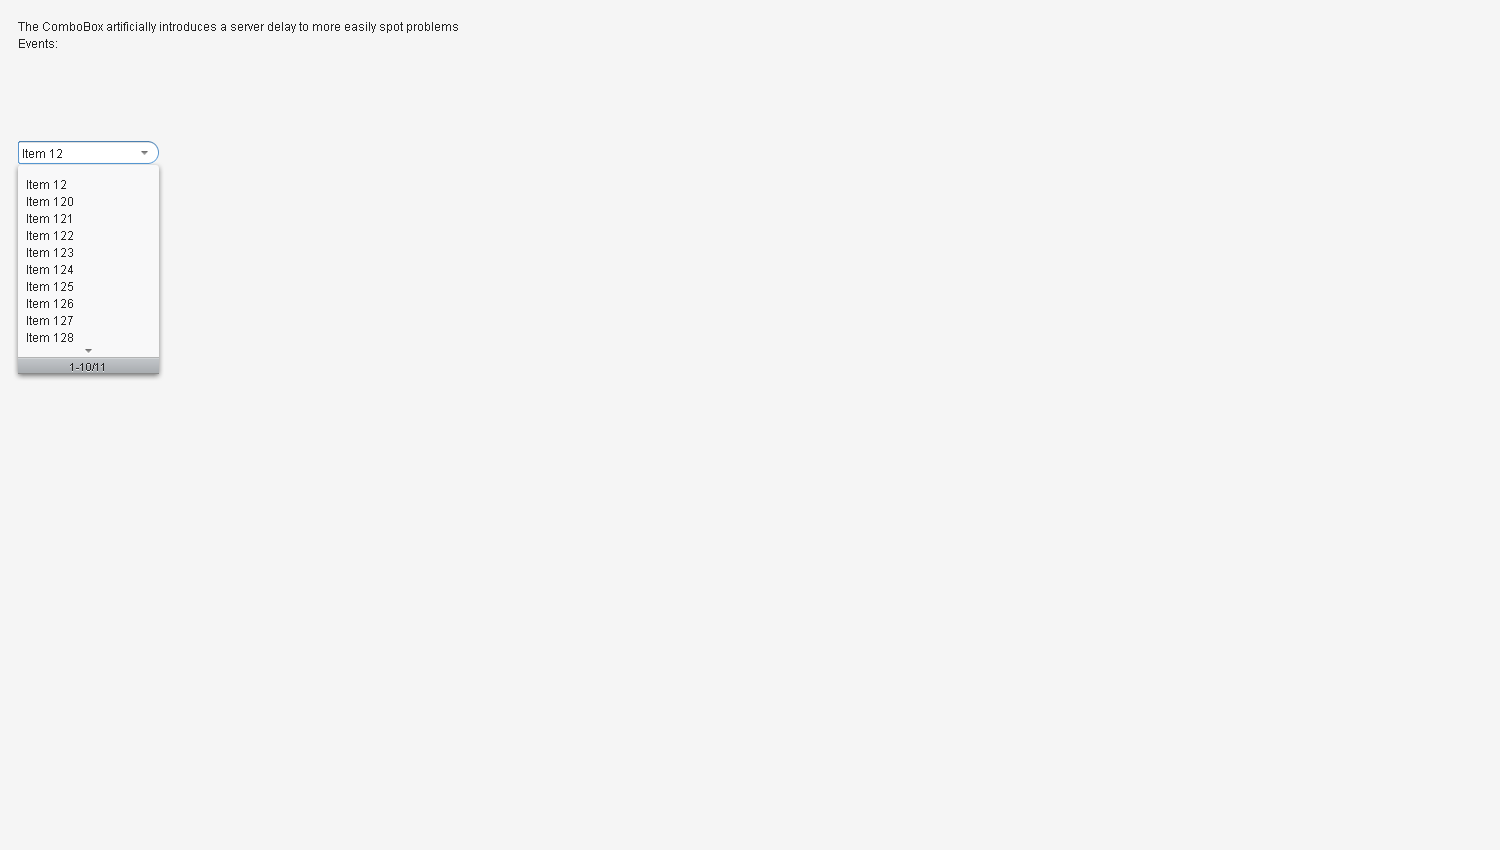 The ComboBox artificially introduces a server delay to more easily spot problems
Events:
Item 12
Item 12
Item 120
Item 121
Item 122
Item 123
Item 124
Item 125
Item 126
Item 127
Item 128
1-10/11